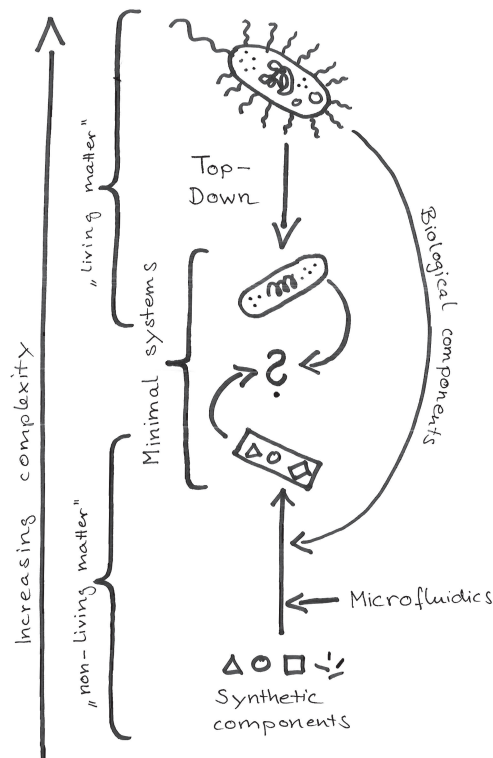 Increasing complexity
„living matter"
Top-
Down
Biological components
Minimal systems
?
„non-living matter"
Microfluidics
Synthetic
components